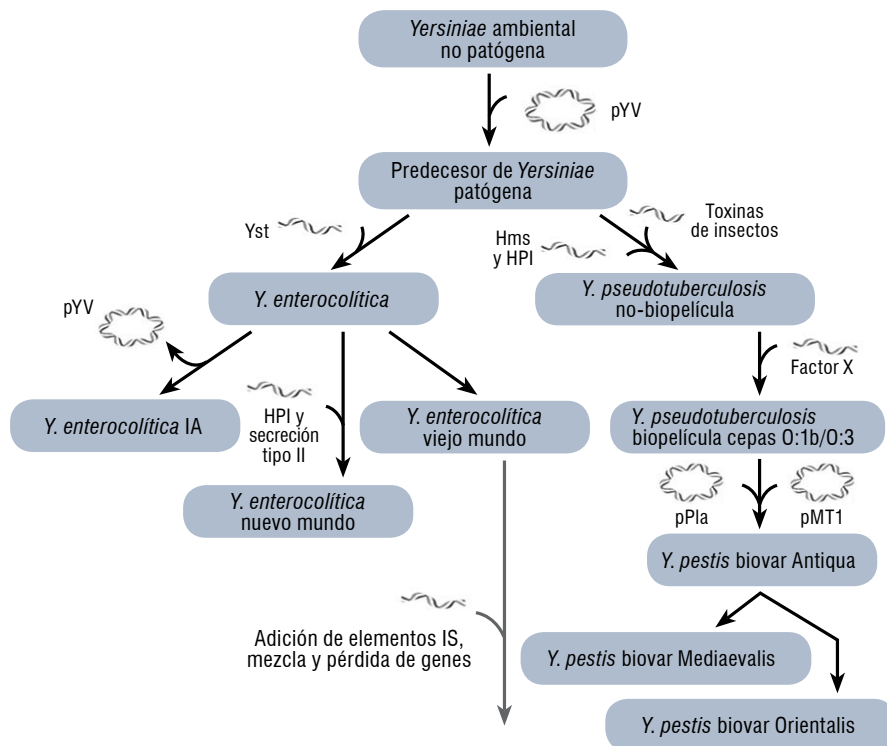 Yersiniae ambiental
no patógena
pYV
Predecesor de Yersiniae
patógena
Yst
Hms
y HPI
Toxinas
de insectos
Y. enterocolítica
Y. pseudotuberculosis
no-biopelícula
pYV
Factor X
Y. enterocolítica IA
HPI y
secreción
tipo II
Y. enterocolítica
viejo mundo
Y. pseudotuberculosis
biopelícula cepas O:1b/O:3
Y. enterocolítica
nuevo mundo
pPla
pMT1
Y. pestis biovar Antiqua
Adición de elementos IS,
mezcla y pérdida de genes
Y. pestis biovar Mediaevalis
Y. pestis biovar Orientalis